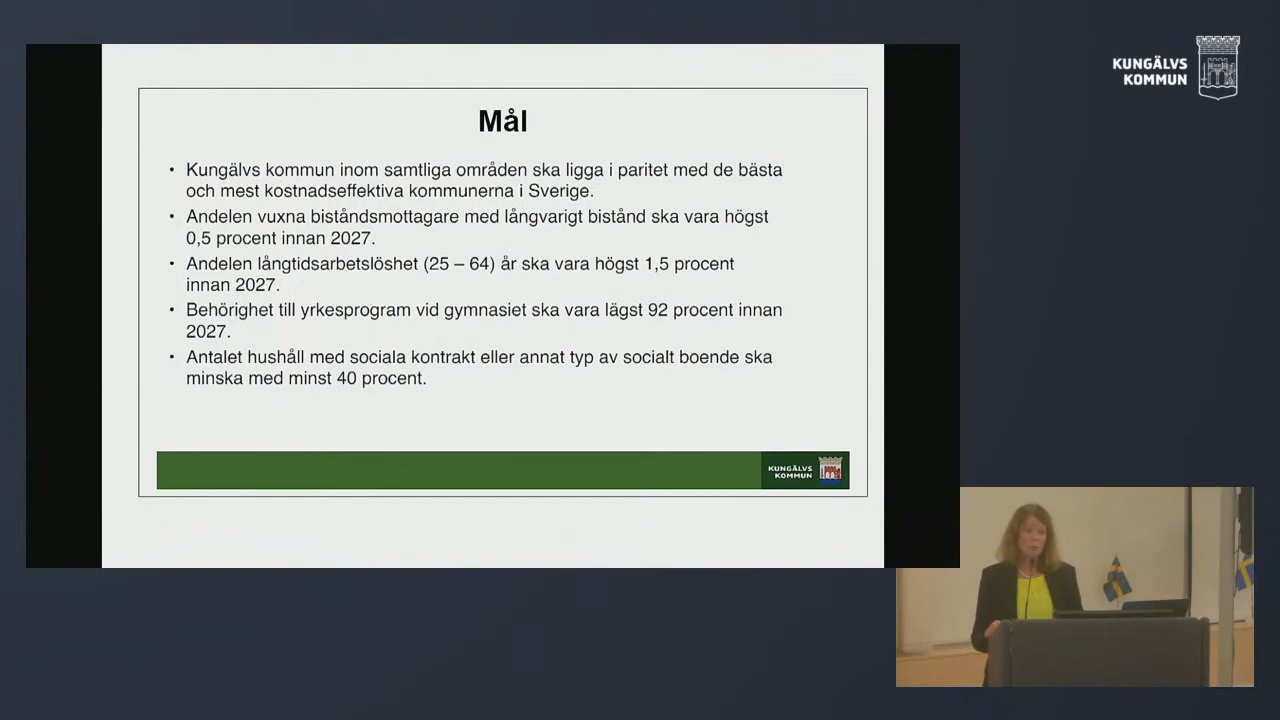 KUNGÄLVS
KOMMUN
Mål
• Kungälvs kommun inom samtliga områden ska ligga i paritet med de bästa
och mest kostnadseffektiva kommunerna i Sverige.
• Andelen vuxna biståndsmottagare med långvarigt bistånd ska vara högst
0,5 procent innan 2027.
• Andelen långtidsarbetslöshet (25 – 64) år ska vara högst 1,5 procent
innan 2027.
• Behörighet till yrkesprogram vid gymnasiet ska vara lägst 92 procent innan
2027.
• Antalet hushåll med sociala kontrakt eller annat typ av socialt boende ska
minska med minst 40 procent.
KUNGÄLVS
KOMMUN